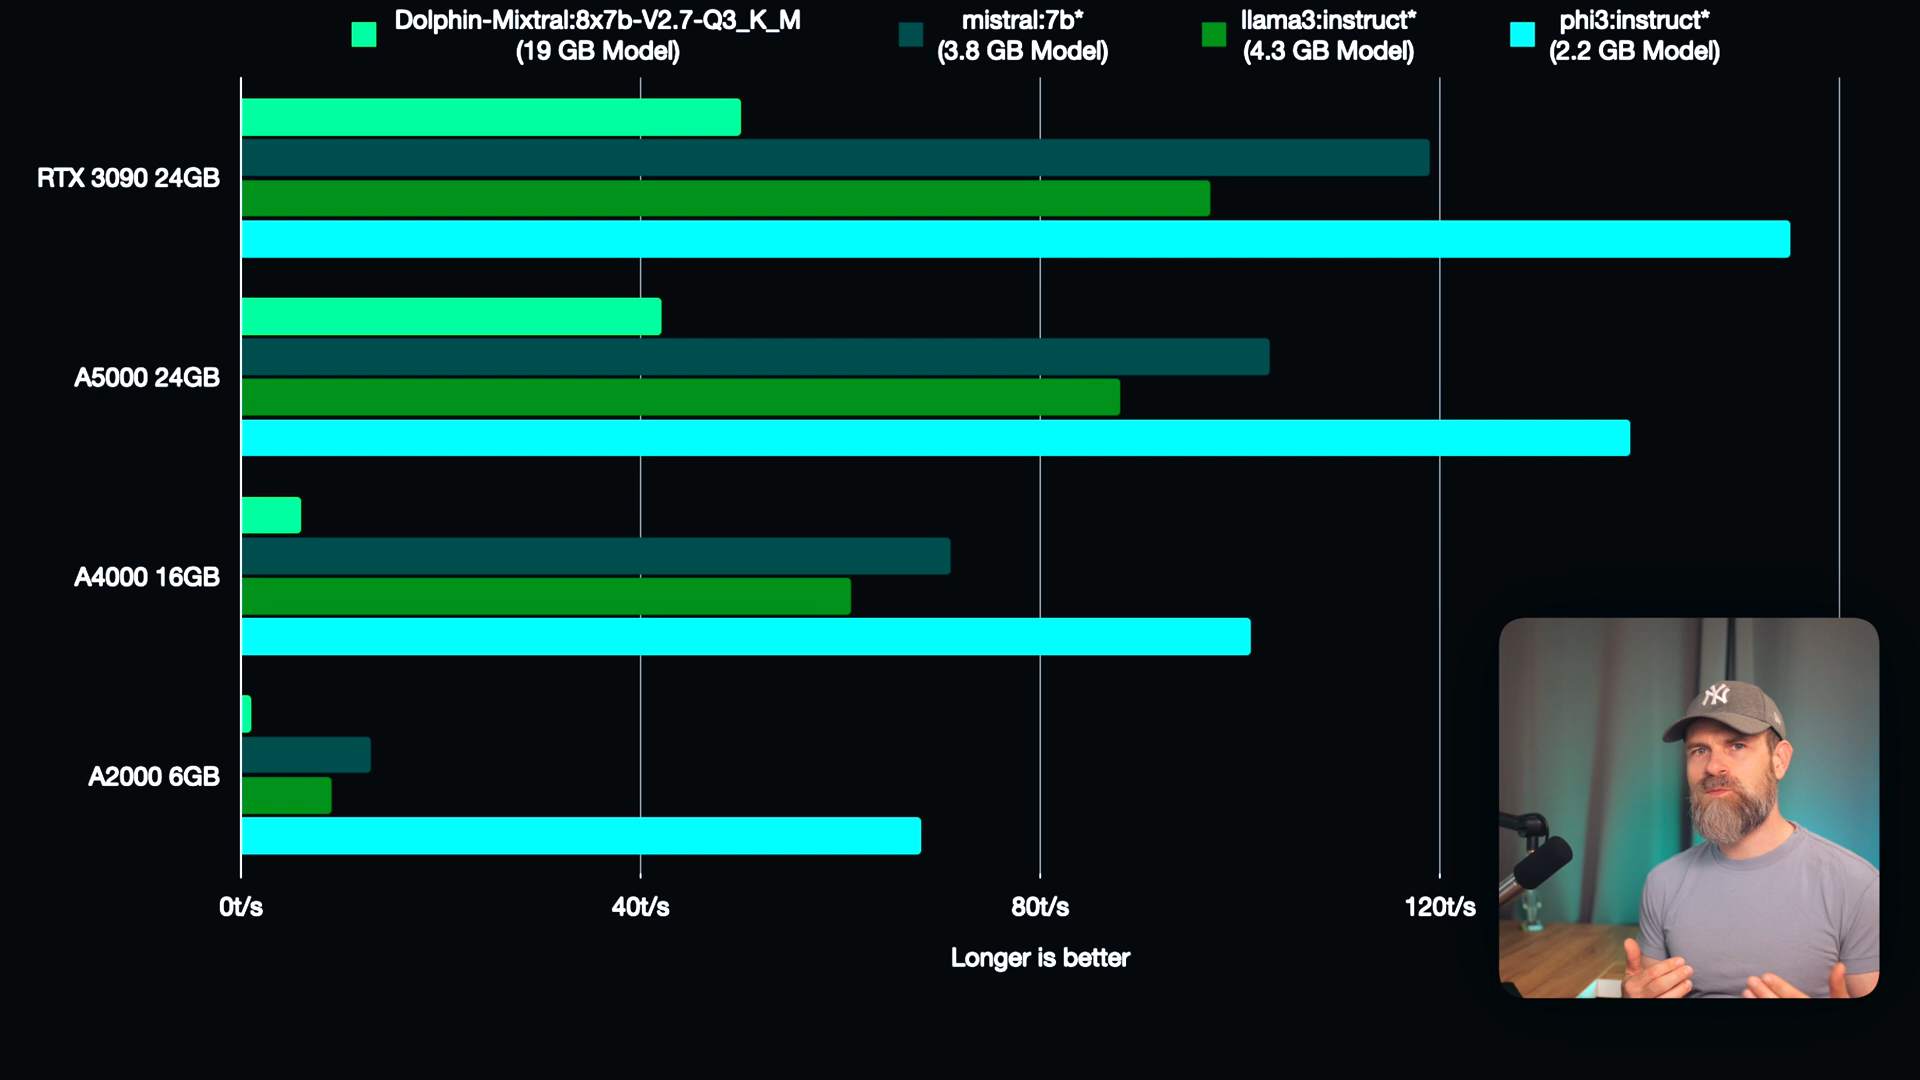 Dolphin-Mixtral:8x7b-V2.7-Q3_K_M
(19 GB Model)
mistral:7b*
(3.8 GB Model)
llama3:instruct*
(4.3 GB Model)
phi3:instruct*
(2.2 GB Model)
RTX 3090 24GB
A5000 24GB
A4000 16GB
A2000 6GB
0t/s
40t/s
80t/s
120t/s
Longer is better
NY